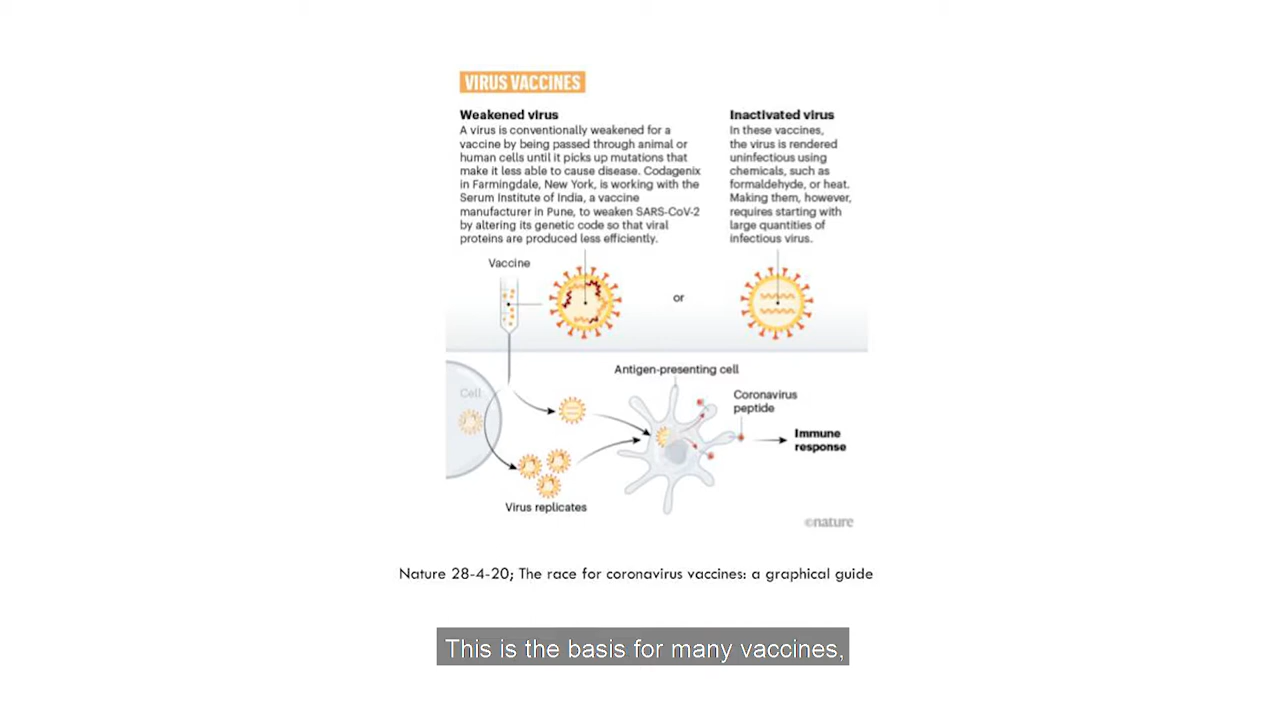 VIRUS VACCINES
Weakened virus
A virus is conventionally weakened for a
vaccine by being passed through animal or
human cells until it picks up mutations that
make it less able to cause disease. Codagenix
in Farmingdale, New York, is working with the
Serum Institute of India, a vaccine
manufacturer in Pune, to weaken SARS-CoV-2
by altering its genetic code so that viral
proteins are produced less efficiently.
Inactivated virus
In these vaccines,
the virus is rendered
uninfectious using
chemicals, such as
formaldehyde, or heat.
Making them, however,
requires starting with
large quantities of
infectious virus.
Vaccine
or
Antigen-presenting cell
Cell
Coronavirus
peptide
Immune
response
Virus replicates
©nature
Nature 28-4-20; The race for coronavirus vaccines: a graphical guide
This is the basis for many vaccines,